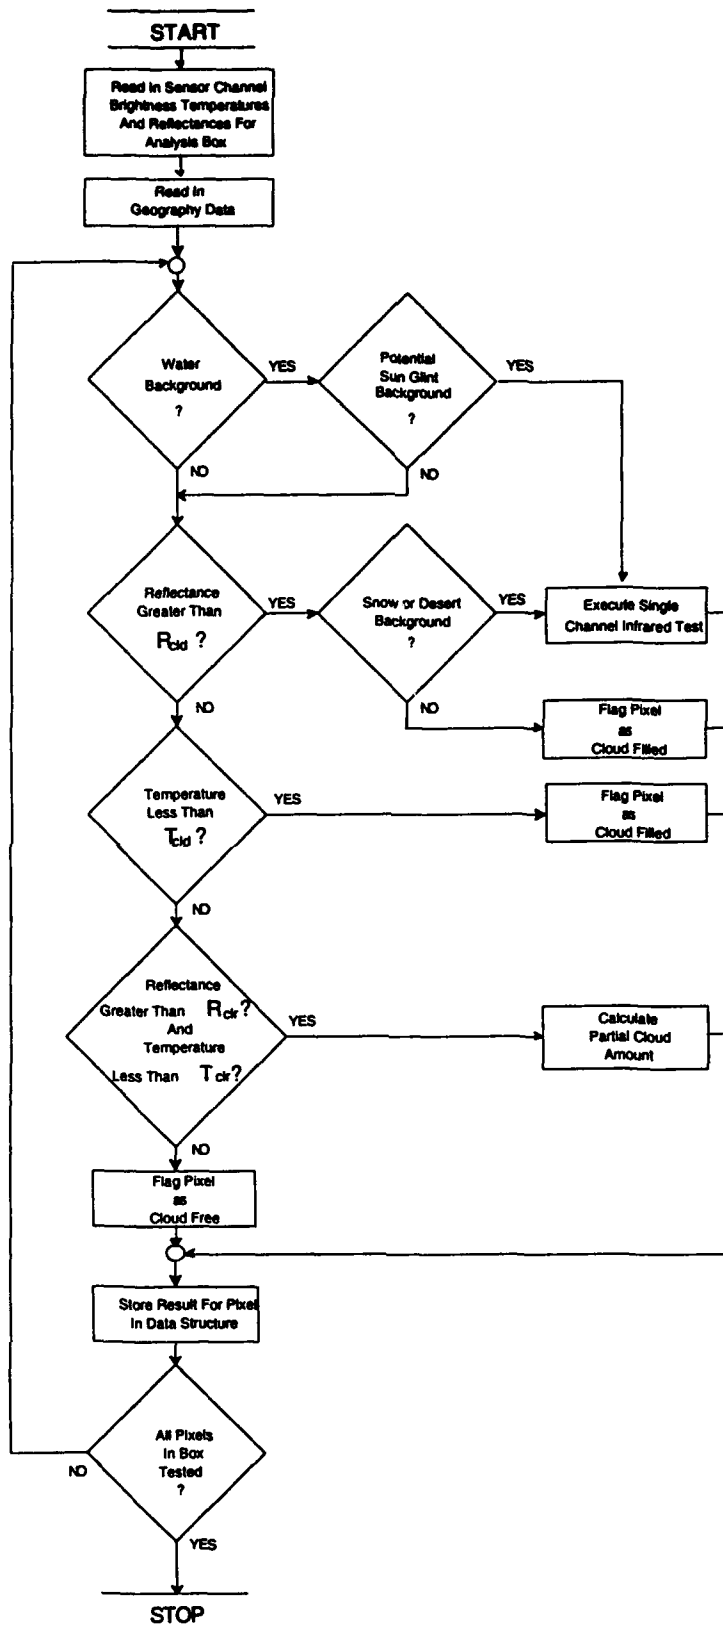 START
Read in Sensor Channel
Brightness Temperatures
And Reflectances For
Analysis Box
Read in
Geography Data
Water
Background
?
YES
NO
Potential
Sun Glint
Background
?
YES
NO
Reflectance
Greater Than
Rcld ?
YES
NO
Snow or Desert
Background
?
YES
NO
Execute Single
Channel Infrared Test
Flag Pixel
as
Cloud Filled
Temperature
Less Than
Tcld ?
YES
NO
Flag Pixel
as
Cloud Filled
Reflectance
Greater Than Rclr?
And
Temperature
Less Than Tclr?
YES
NO
Calculate
Partial Cloud
Amount
Flag Pixel
as
Cloud Free
Store Result For Pixel
In Data Structure
All Pixels
In Box
Tested
?
NO
YES
STOP